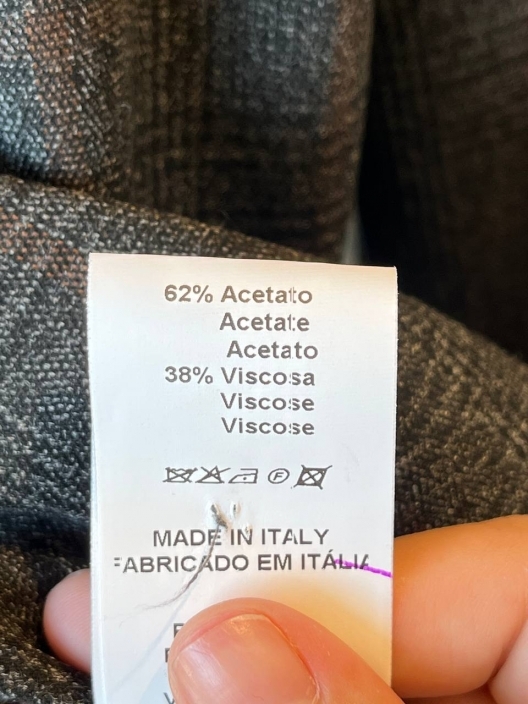 62% Acetato
Acetate
Acetato
38% Viscosa
Viscose
Viscose
F
MADE IN ITALY
FABRICADO EM ITÁLIA